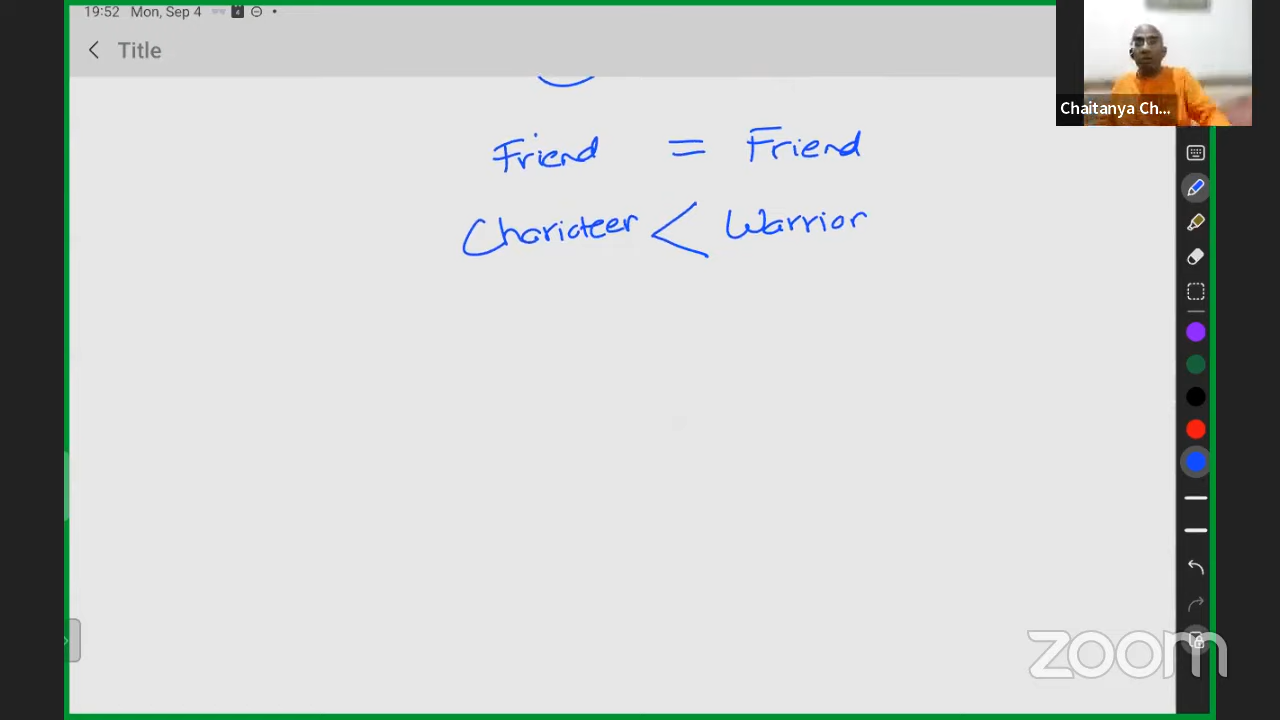 19:52 Mon, Sep 4
Title
Chaitanya Ch...
Friend = Friend
Charioteer < Warrior
zoom